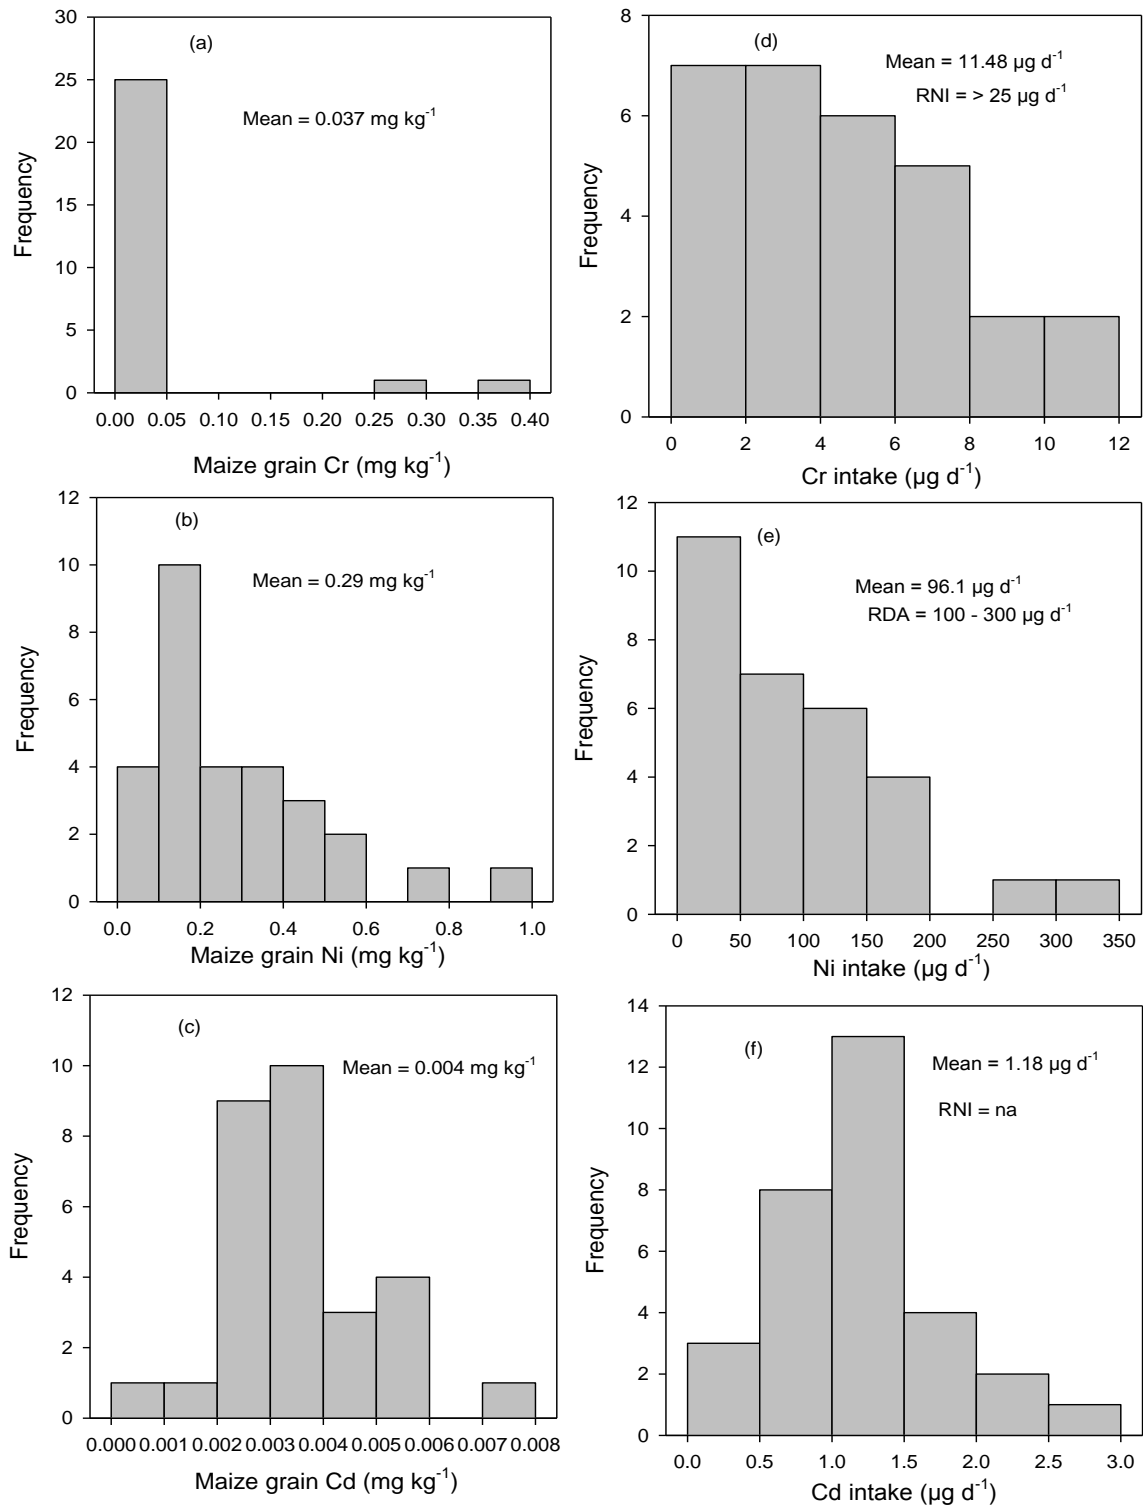 (a)
Mean = 0.037 mg kg⁻¹
30
25
20
15
10
5
0
Frequency
0.00 0.05 0.10 0.15 0.20 0.25 0.30 0.35 0.40
Maize grain Cr (mg kg⁻¹)
(d)
Mean = 11.48 µg d⁻¹
RNI = > 25 µg d⁻¹
8
6
4
2
0
Frequency
0 2 4 6 8 10 12
Cr intake (µg d⁻¹)
(b)
Mean = 0.29 mg kg⁻¹
12
10
8
6
4
2
0
Frequency
0.0 0.2 0.4 0.6 0.8 1.0
Maize grain Ni (mg kg⁻¹)
(e)
Mean = 96.1 µg d⁻¹
RDA = 100 - 300 µg d⁻¹
12
10
8
6
4
2
0
Frequency
0 50 100 150 200 250 300 350
Ni intake (µg d⁻¹)
(c)
Mean = 0.004 mg kg⁻¹
12
10
8
6
4
2
0
Frequency
0.000 0.001 0.002 0.003 0.004 0.005 0.006 0.007 0.008
Maize grain Cd (mg kg⁻¹)
(f)
Mean = 1.18 µg d⁻¹
RNI = na
14
12
10
8
6
4
2
0
Frequency
0.0 0.5 1.0 1.5 2.0 2.5 3.0
Cd intake (µg d⁻¹)